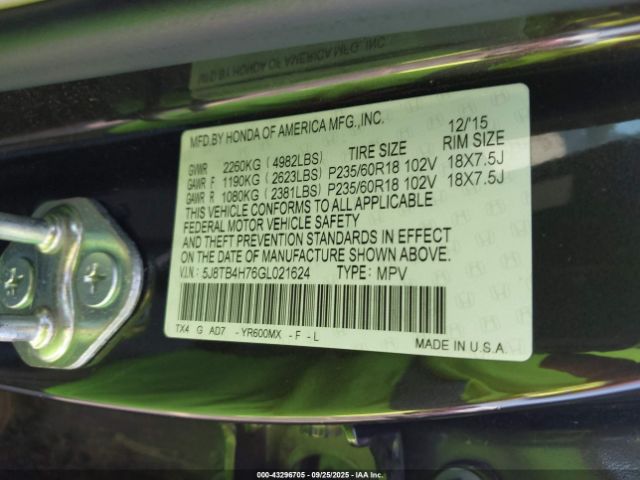 MFD.BY HONDA OF AMERICA MFG.,INC. 12/'15
GVWR 2260KG (4982LBS) TIRE SIZE RIM SIZE
GAWR F 1190KG (2623LBS) P235/60R18 102V 18X7.5J
GAWR R 1080KG (2381LBS) P235/60R18 102V 18X7.5J
THIS VEHICLE CONFORMS TO ALL APPLICABLE
FEDERAL MOTOR VEHICLE SAFETY
AND THEFT PREVENTION STANDARDS IN EFFECT
ON THE DATE OF MANUFACTURE SHOWN ABOVE.
V.I.N: 5J8TB4H76GL021624 TYPE: MPV
TX4 G AD7 -YR600MX -F -L
MADE IN U.S.A.
000-43296705 - 09/25/2025 - IAAI, Inc.